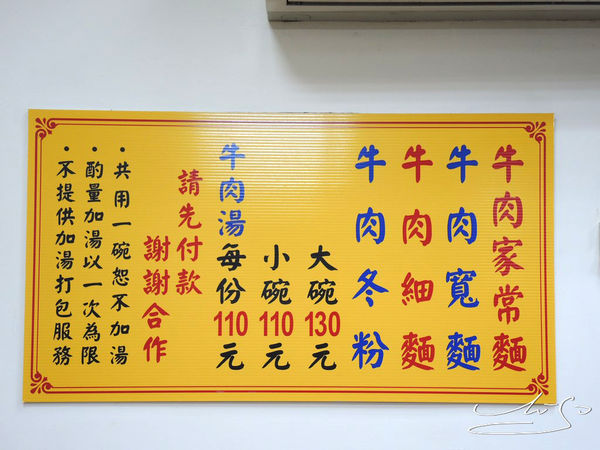 牛肉家常麵
牛肉寬麵
牛肉細麵
牛肉冬粉
大碗130元
小碗110元
牛肉湯每份110元
請先付款
謝謝合作
•共用一碗恕不加湯
•酌量加湯以一次為限
•不提供加湯打包服務